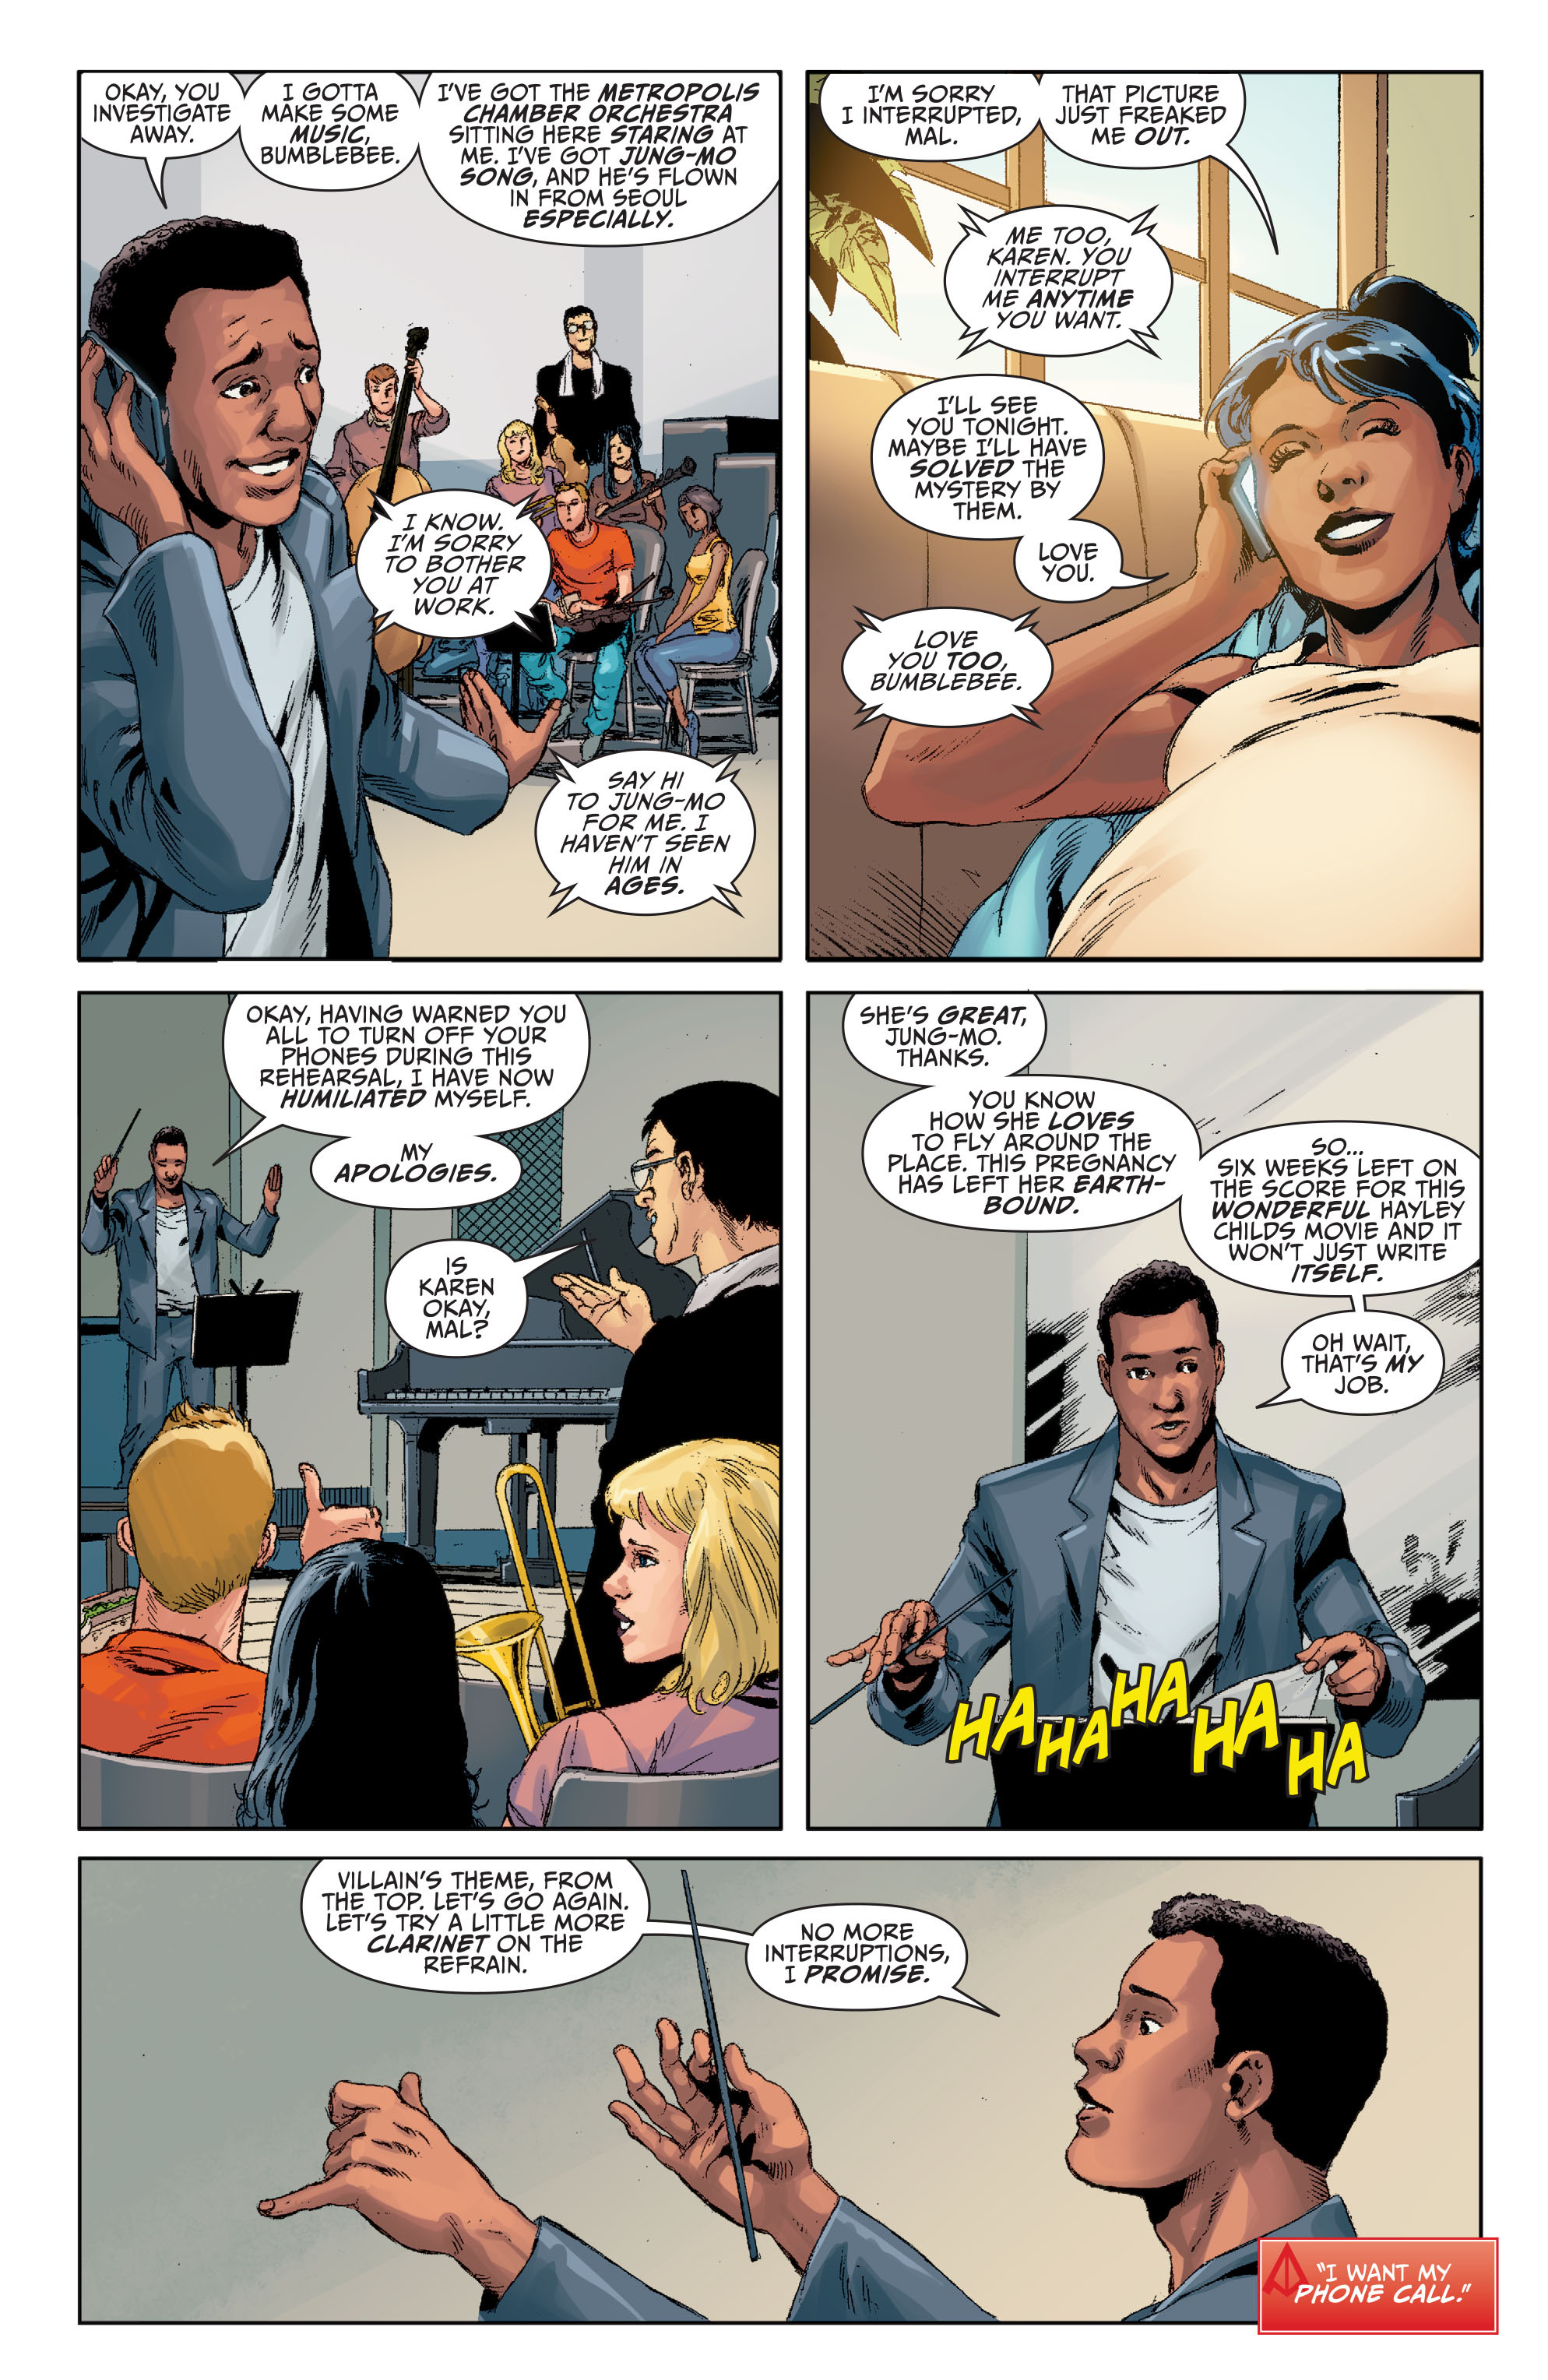 OKAY, YOU
INVESTIGATE
AWAY.
I GOTTA
MAKE SOME
MUSIC,
BUMBLEBEE.
I'VE GOT THE METROPOLIS
CHAMBER ORCHESTRA
SITTING HERE STARING AT
ME. I'VE GOT JUNG-MO
SONG, AND HE'S FLOWN
IN FROM SEOUL
ESPECIALLY.
I KNOW.
I'M SORRY
TO BOTHER
YOU AT
WORK.
SAY HI
TO JUNG-MO
FOR ME. I
HAVEN'T SEEN
HIM IN
AGES.
I'M SORRY
I INTERRUPTED,
MAL.
THAT PICTURE
JUST FREAKED
ME OUT.
ME TOO,
KAREN. YOU
INTERRUPT
ME ANYTIME
YOU WANT.
I'LL SEE
YOU TONIGHT.
MAYBE I'LL HAVE
SOLVED THE
MYSTERY BY
THEM.
LOVE
YOU.
LOVE
YOU TOO,
BUMBLEBEE.
OKAY, HAVING WARNED YOU
ALL TO TURN OFF YOUR
PHONES DURING THIS
REHEARSAL, I HAVE NOW
HUMILIATED MYSELF.
MY
APOLOGIES.
IS
KAREN
OKAY,
MAL?
SHE'S GREAT,
JUNG-MO.
THANKS.
YOU KNOW
HOW SHE LOVES
TO FLY AROUND THE
PLACE. THIS PREGNANCY
HAS LEFT HER EARTH-
BOUND.
SO...
SIX WEEKS LEFT ON
THE SCORE FOR THIS
WONDERFUL HAYLEY
CHILDS MOVIE AND IT
WON'T JUST WRITE
ITSELF.
OH WAIT,
THAT'S MY
JOB.
HA HA HA HA HA
VILLAIN'S THEME, FROM
THE TOP. LET'S GO AGAIN.
LET'S TRY A LITTLE MORE
CLARINET ON THE
REFRAIN.
NO MORE
INTERRUPTIONS,
I PROMISE.
"I WANT MY
PHONE CALL."